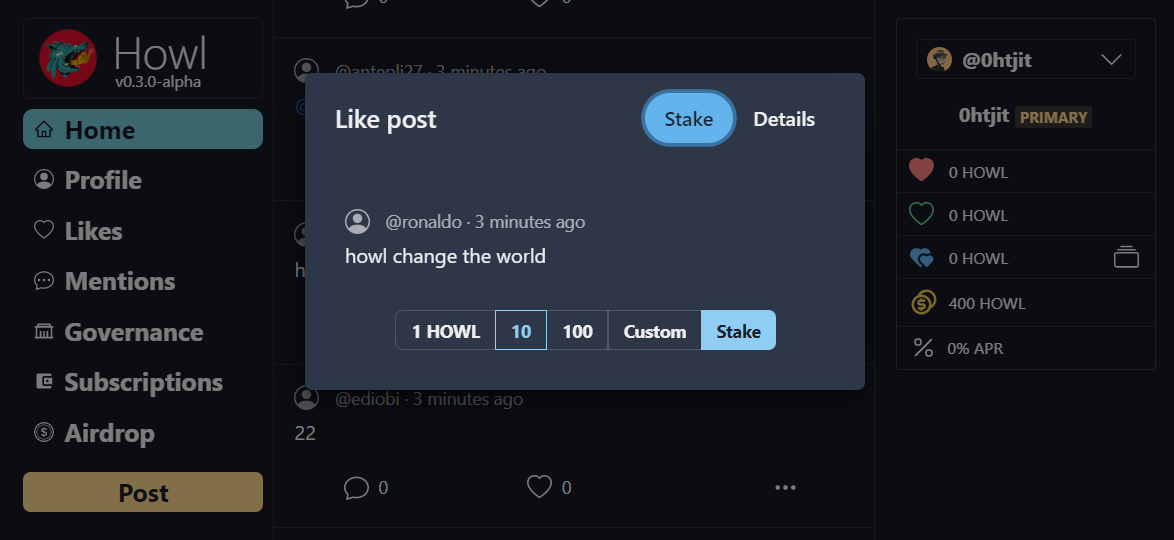 Howl
v0.3.0-alpha
Home
Profile
Likes
Mentions
Governance
Subscriptions
Airdrop
Post
0
0
@antepli27 · 3 minutes ago
@
Like post
Stake
Details
@ronaldo · 3 minutes ago
howl change the world
1 HOWL
10
100
Custom
Stake
h
@ediobi · 3 minutes ago
22
0
0
@0htjit
0htjit PRIMARY
0 HOWL
0 HOWL
0 HOWL
400 HOWL
0% APR